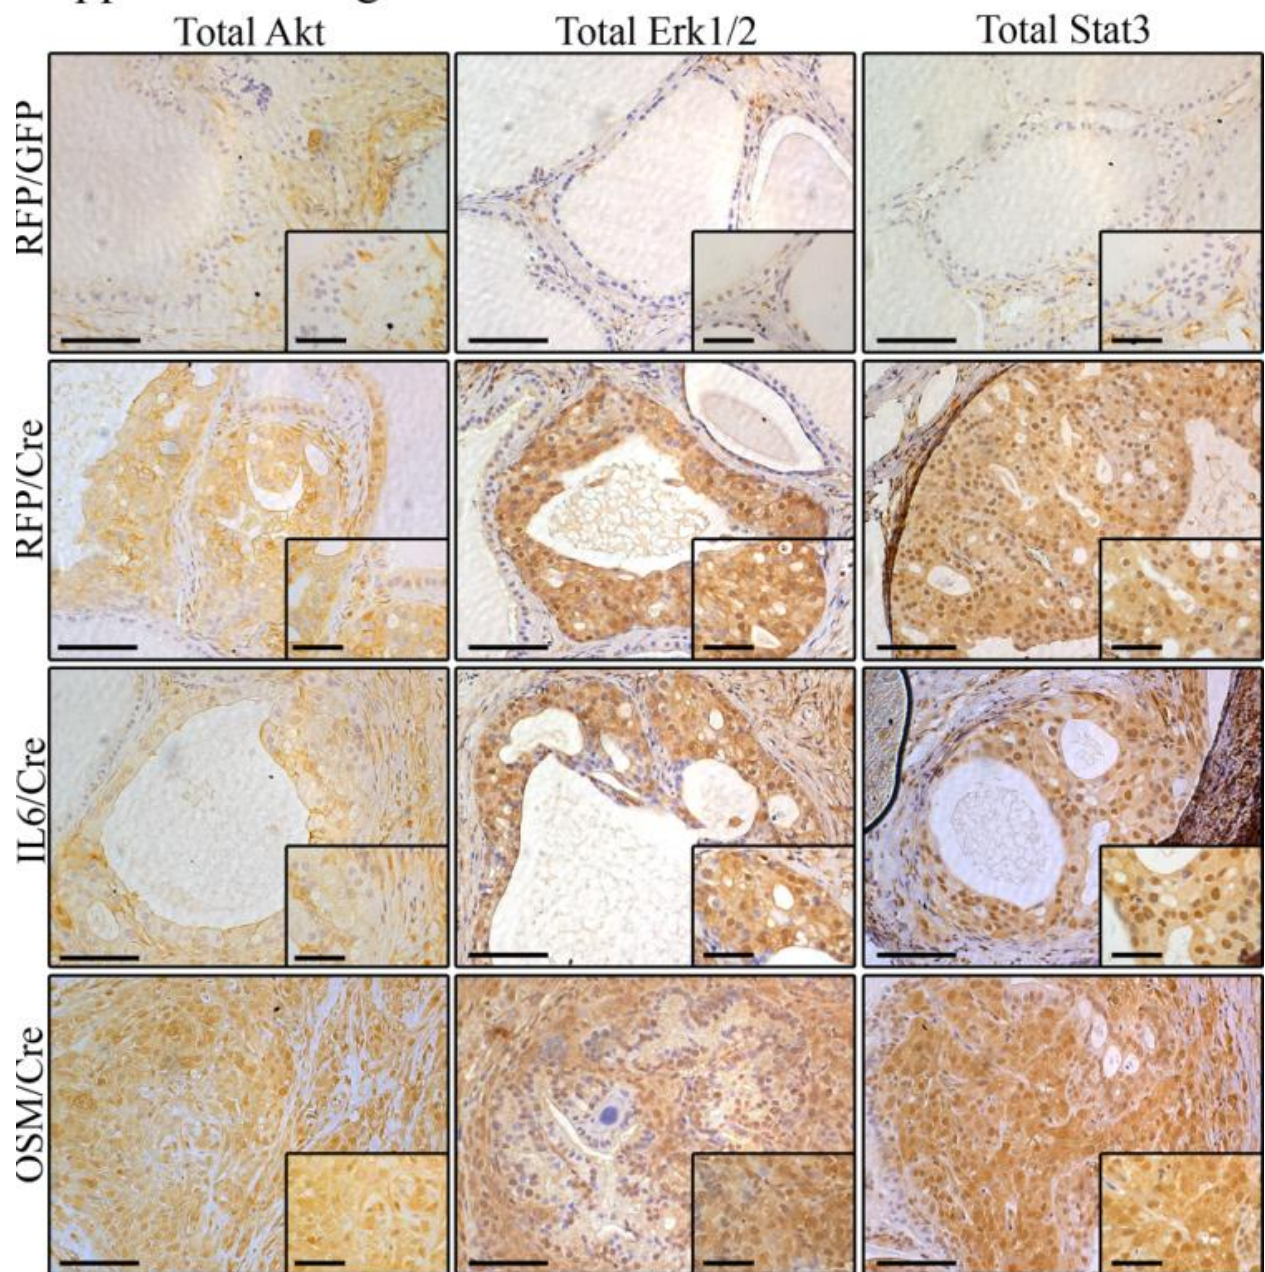 Total Akt Total Erk1/2 Total Stat3
RFP/GFP
RFP/Cre
IL6/Cre
OSM/Cre